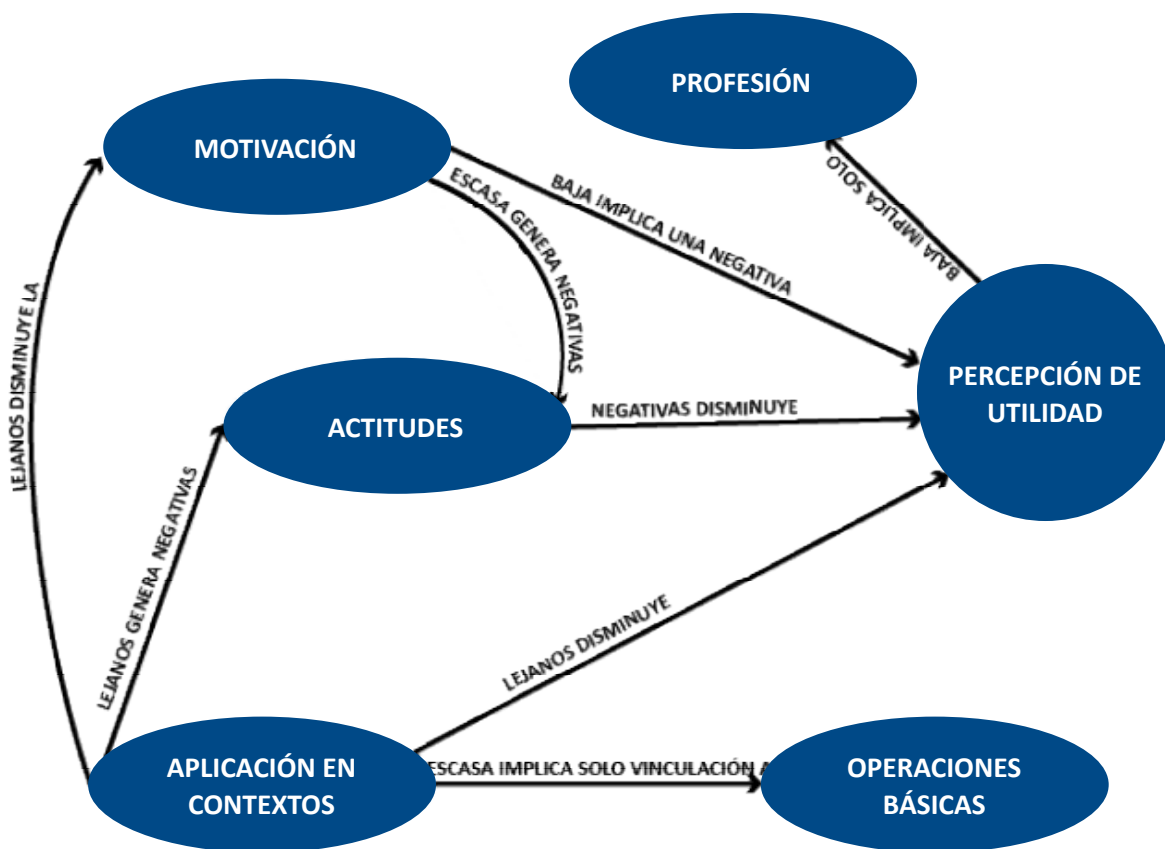 PROFESIÓN
MOTIVACIÓN
BAJA IMPLICA SOLO
ESCASA GENERA NEGATIVAS
BAJA IMPLICA UNA NEGATIVA
LEJANOS DISMINUYE LA
PERCEPCIÓN DE
UTILIDAD
ACTITUDES
NEGATIVAS DISMINUYE
LEJANOS GENERA NEGATIVAS
LEJANOS DISMINUYE
APLICACIÓN EN
CONTEXTOS
ESCASA IMPLICA SOLO VINCULACIÓN A
OPERACIONES
BÁSICAS